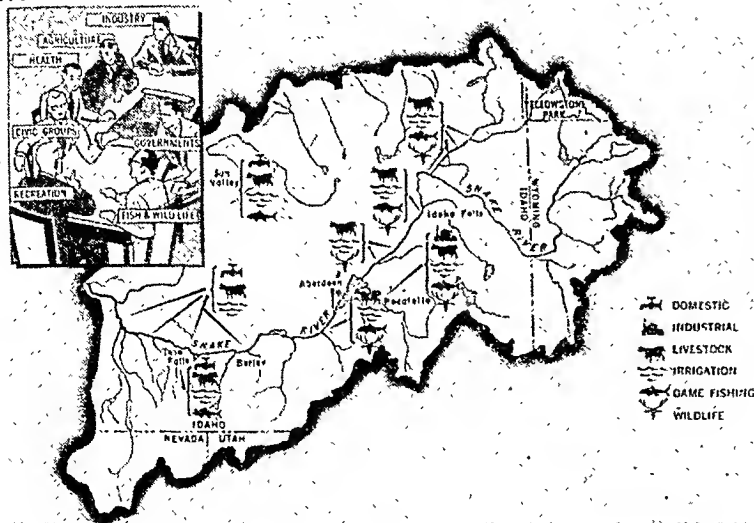 INDUSTRY
AGRICULTURE
HEALTH
CIVIC GROUPS
GOVERNMENTS
RECREATION
FISH & WILDLIFE
YELLOWSTONE
PARK
Sun
Valley
SNAKE
RIVER
IDAHO
WYOMING
Idaho Falls
Aberdeen
Pocatello
SNAKE
RIVER
Twin
Falls
Burley
IDAHO
NEVADA
UTAH
DOMESTIC
INDUSTRIAL
LIVESTOCK
IRRIGATION
GAME FISHING
WILDLIFE